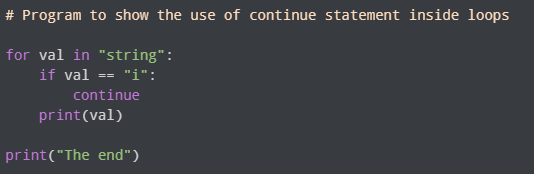 # Program to show the use of continue statement inside loops

for val in "string":
    if val == "i":
        continue
    print(val)

print("The end")